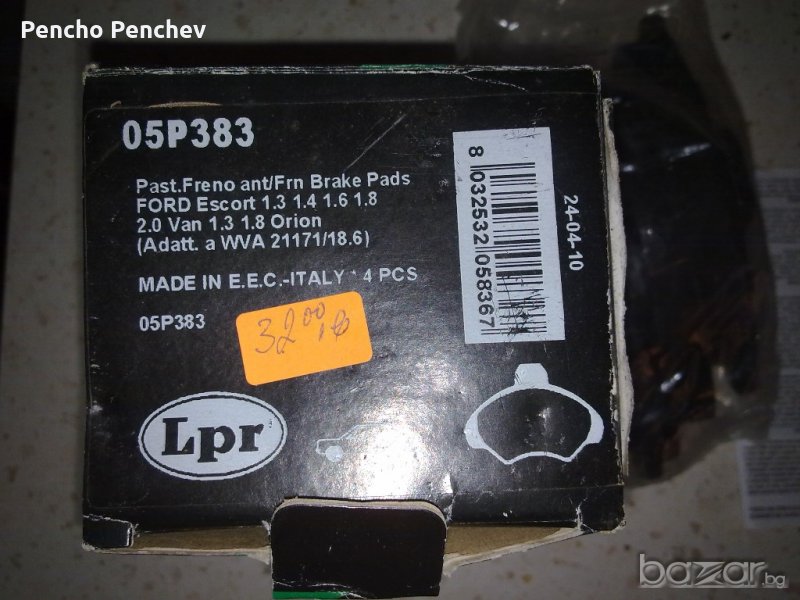 Pencho Penchev
05P383
Past.Freno ant/Frn Brake Pads
FORD Escort 1.3 1.4 1.6 1.8
2.0 Van 1.3 1.8 Orion
(Adatt. a WVA 21171/18.6)
MADE IN E.E.C.-ITALY * 4 PCS
05P383
32.00 лв
8 032532 058367
24-04-10
Lpr
bazar.bg